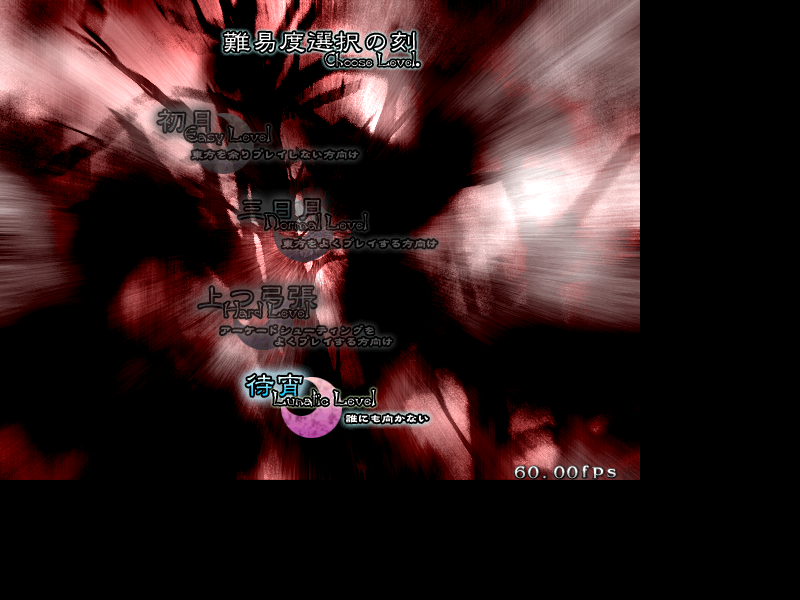 難易度選択の刻
Choose Level.
初月
Easy Level
東方を余りプレイしない方向け
三日月
Normal Level
東方をよくプレイする方向け
上つ弓張
Hard Level
アーケードシューティングを
よくプレイする方向け
待宵
Lunatic Level
誰にも向かない
60.00fps